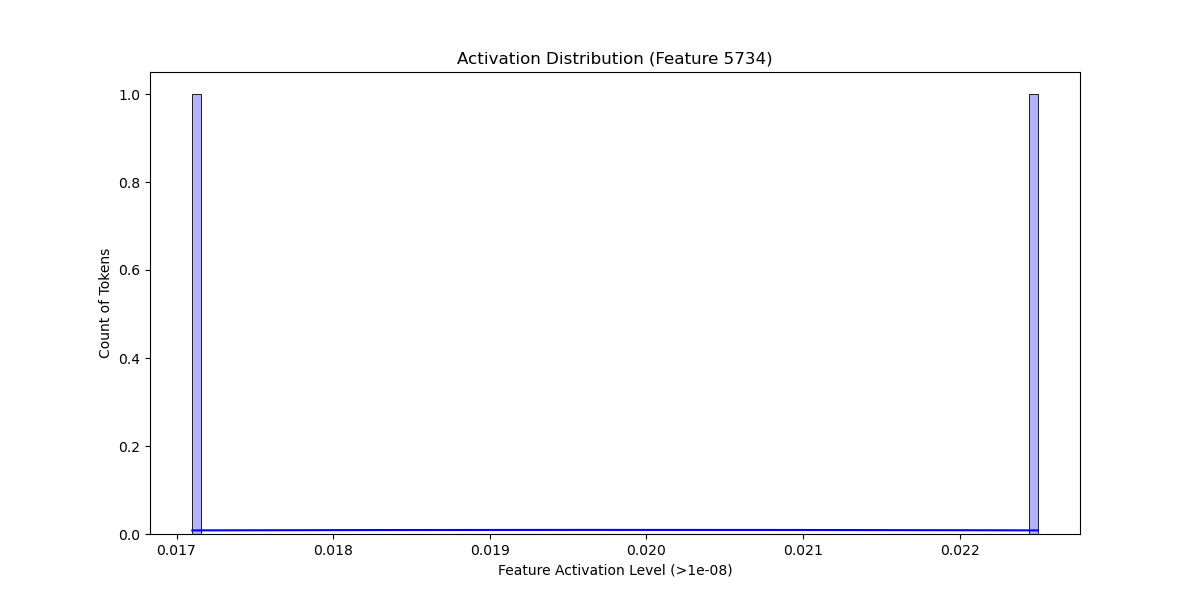 Activation Distribution (Feature 5734)
1.0
0.8
0.6
0.4
0.2
0.0
Count of Tokens
0.017 0.018 0.019 0.020 0.021 0.022
Feature Activation Level (>1e-08)